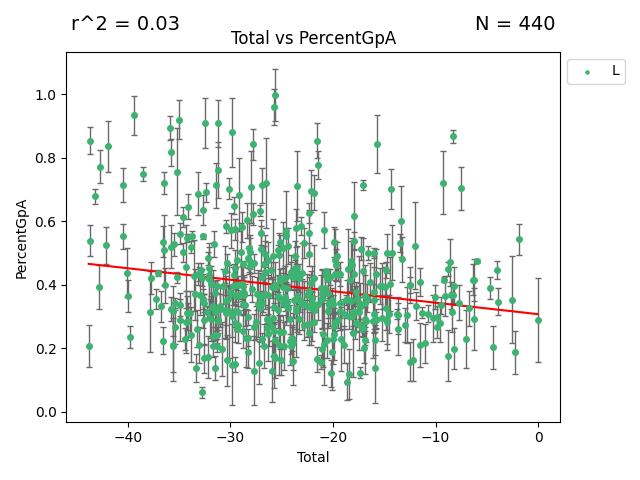 r^2 = 0.03
N = 440
Total vs PercentGpA
L
PercentGpA
1.0
0.8
0.6
0.4
0.2
0.0
−40
−30
−20
−10
0
Total